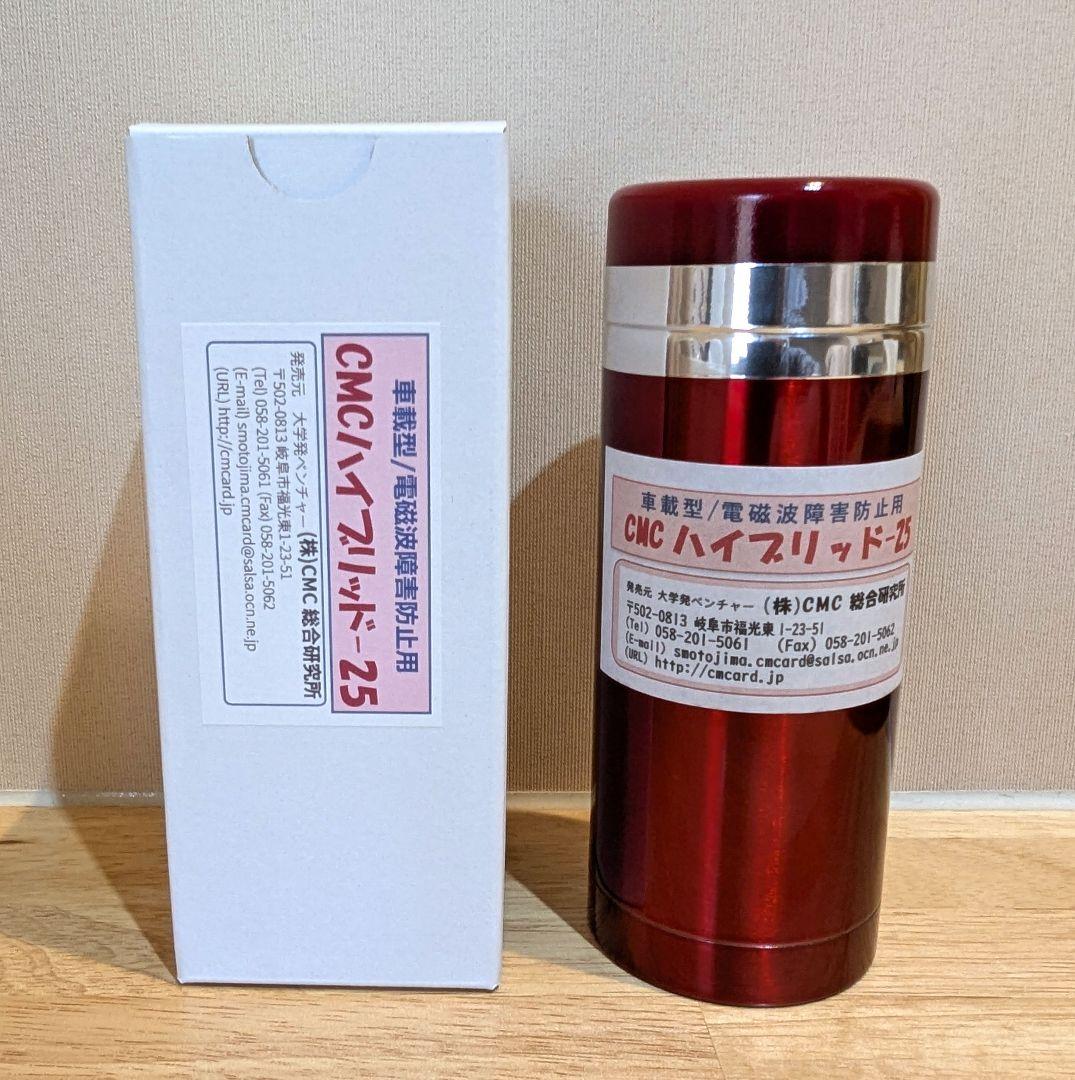 車載型/電磁波障害防止用
CMCハイブリッド-25
発売元 大学発ベンチャー (株)CMC 総合研究所
〒502-0813 岐阜市福光東1-23-51
(Tel) 058-201-5061 (Fax) 058-201-5062
(E-mail) smotojima.cmcard@salsa.ocn.ne.jp
(URL) http://cmcard.jp
車載型/電磁波障害防止用
CMC ハイブリッド-25
発売元 大学発ベンチャー (株)CMC 総合研究所
〒502-0813 岐阜市福光東 1-23-51
(Tel) 058-201-5061 (Fax) 058-201-5062
(E-mail) smotojima.cmcard@salsa.ocn.ne.jp
(URL) http://cmcard.jp